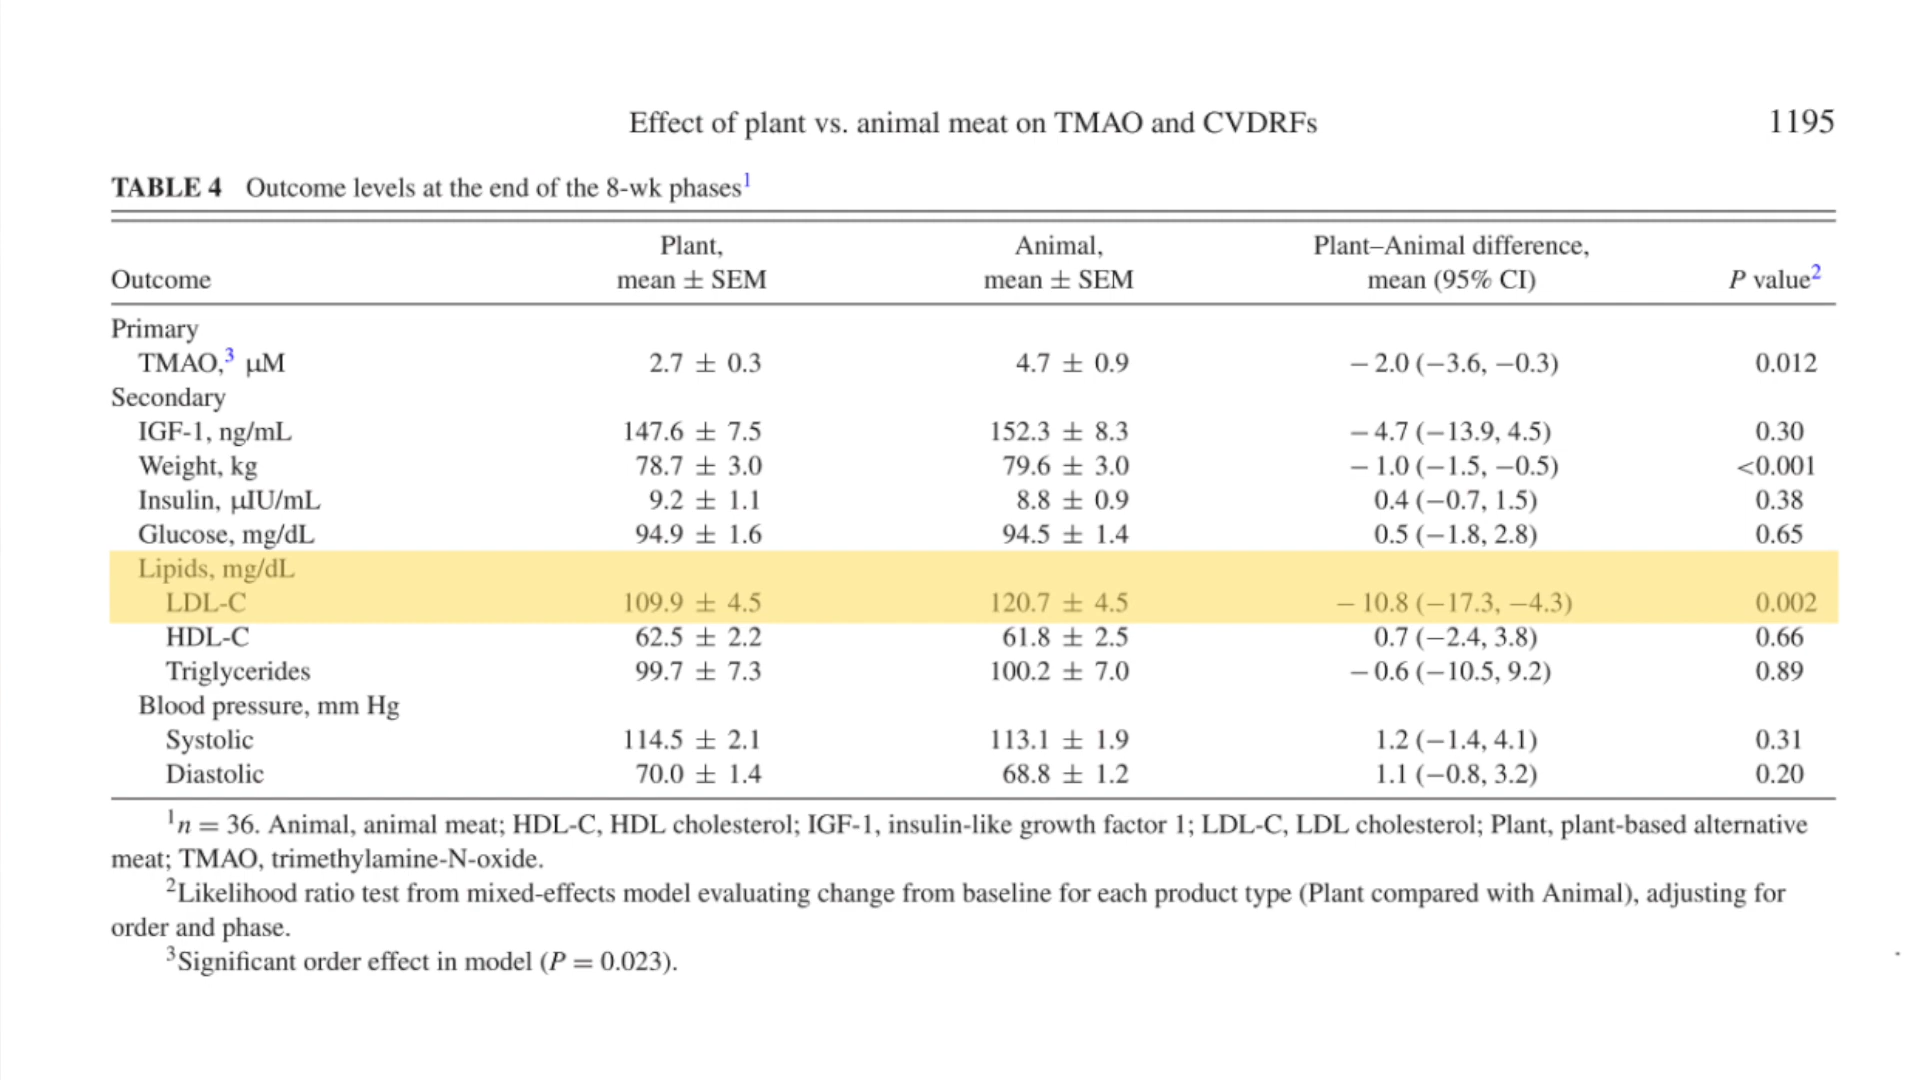 Effect of plant vs. animal meat on TMAO and CVDRFs 1195
TABLE 4 Outcome levels at the end of the 8-wk phases1
Plant, Animal, Plant–Animal difference,
Outcome mean ± SEM mean ± SEM mean (95% CI) P value2
Primary
TMAO,3 μM 2.7 ± 0.3 4.7 ± 0.9 − 2.0 (−3.6, −0.3) 0.012
Secondary
IGF-1, ng/mL 147.6 ± 7.5 152.3 ± 8.3 − 4.7 (−13.9, 4.5) 0.30
Weight, kg 78.7 ± 3.0 79.6 ± 3.0 − 1.0 (−1.5, −0.5) <0.001
Insulin, μIU/mL 9.2 ± 1.1 8.8 ± 0.9 0.4 (−0.7, 1.5) 0.38
Glucose, mg/dL 94.9 ± 1.6 94.5 ± 1.4 0.5 (−1.8, 2.8) 0.65
Lipids, mg/dL
LDL-C 109.9 ± 4.5 120.7 ± 4.5 − 10.8 (−17.3, −4.3) 0.002
HDL-C 62.5 ± 2.2 61.8 ± 2.5 0.7 (−2.4, 3.8) 0.66
Triglycerides 99.7 ± 7.3 100.2 ± 7.0 − 0.6 (−10.5, 9.2) 0.89
Blood pressure, mm Hg
Systolic 114.5 ± 2.1 113.1 ± 1.9 1.2 (−1.4, 4.1) 0.31
Diastolic 70.0 ± 1.4 68.8 ± 1.2 1.1 (−0.8, 3.2) 0.20
1n = 36. Animal, animal meat; HDL-C, HDL cholesterol; IGF-1, insulin-like growth factor 1; LDL-C, LDL cholesterol; Plant, plant-based alternative
meat; TMAO, trimethylamine-N-oxide.
2Likelihood ratio test from mixed-effects model evaluating change from baseline for each product type (Plant compared with Animal), adjusting for
order and phase.
3Significant order effect in model (P = 0.023).